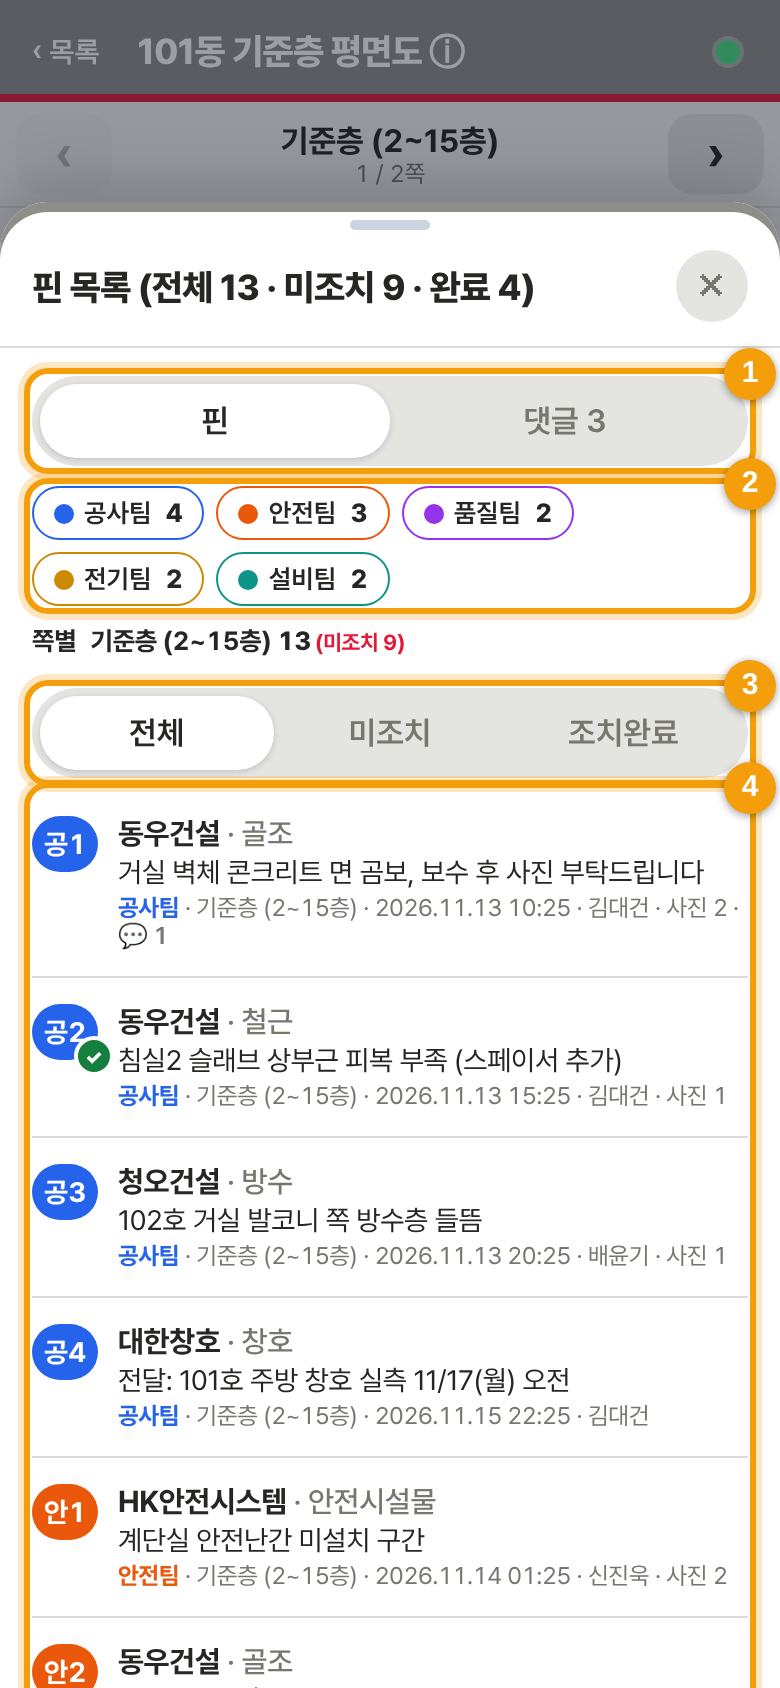 ‹ 목록 101동 기준층 평면도 ⓘ
‹ 기준층 (2~15층) ›
1 / 2쪽
핀 목록 (전체 13 · 미조치 9 · 완료 4) ✕
1
핀 댓글 3
2
공사팀 4 안전팀 3 품질팀 2
전기팀 2 설비팀 2
쪽별 기준층 (2~15층) 13 (미조치 9)
3
전체 미조치 조치완료
4
공1 동우건설 · 골조
거실 벽체 콘크리트 면 곰보, 보수 후 사진 부탁드립니다
공사팀 · 기준층 (2~15층) · 2026.11.13 10:25 · 김대건 · 사진 2 ·
💬 1
공2 동우건설 · 철근
침실2 슬래브 상부근 피복 부족 (스페이서 추가)
공사팀 · 기준층 (2~15층) · 2026.11.13 15:25 · 김대건 · 사진 1
공3 청오건설 · 방수
102호 거실 발코니 쪽 방수층 들뜸
공사팀 · 기준층 (2~15층) · 2026.11.13 20:25 · 배윤기 · 사진 1
공4 대한창호 · 창호
전달: 101호 주방 창호 실측 11/17(월) 오전
공사팀 · 기준층 (2~15층) · 2026.11.15 22:25 · 김대건
안1 HK안전시스템 · 안전시설물
계단실 안전난간 미설치 구간
안전팀 · 기준층 (2~15층) · 2026.11.14 01:25 · 신진욱 · 사진 2
안2 동우건설 · 골조